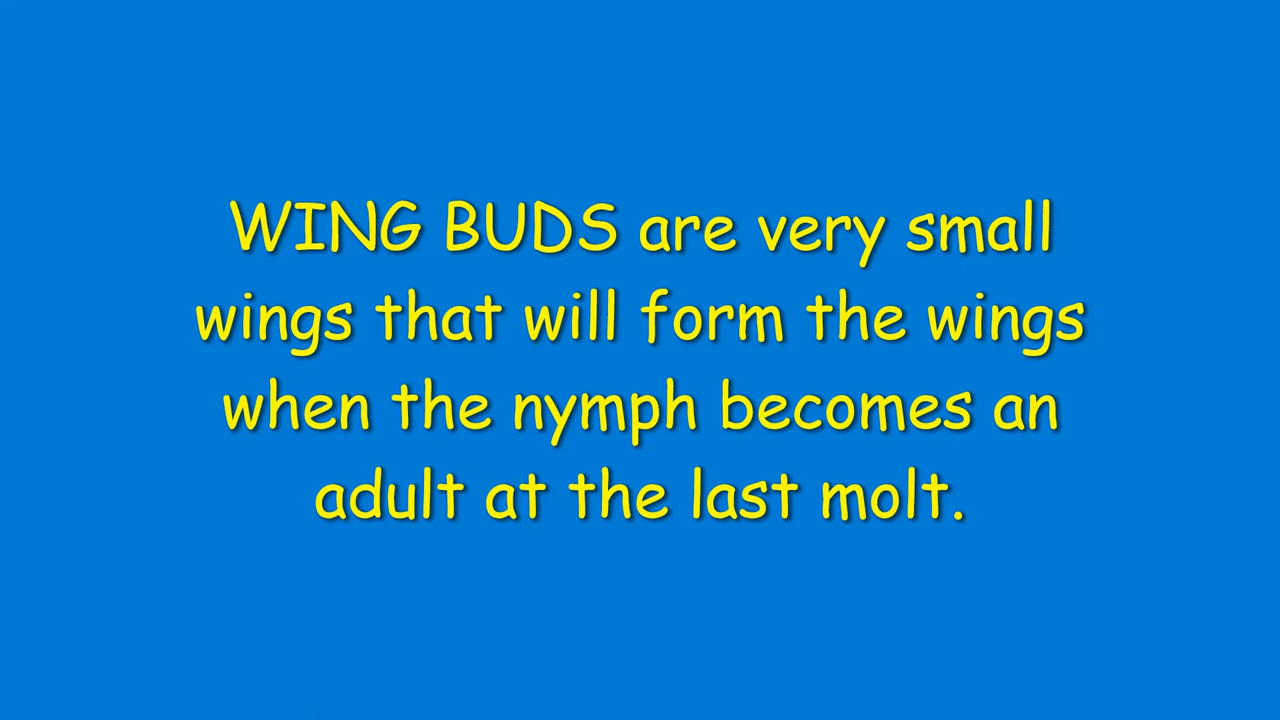 WING BUDS are very small
wings that will form the wings
when the nymph becomes an
adult at the last molt.